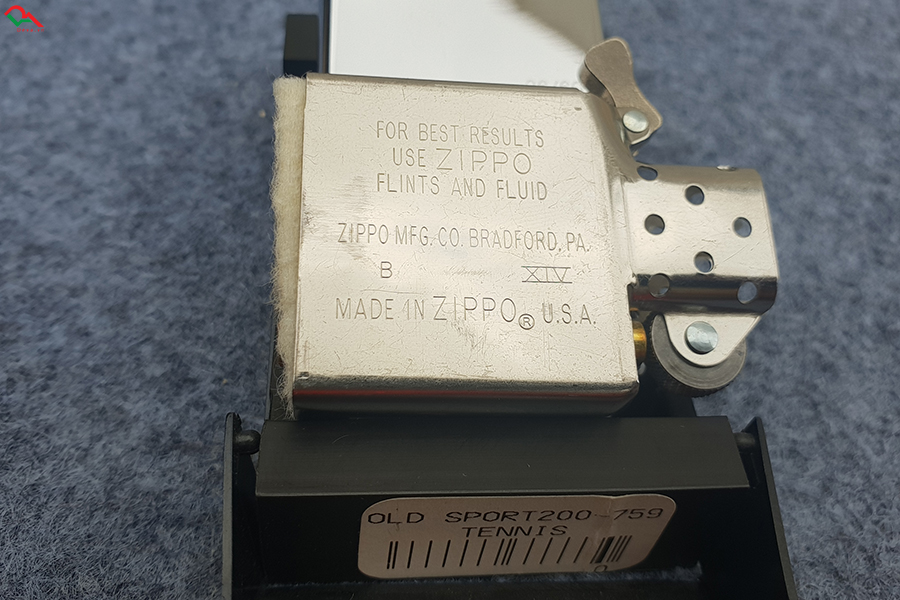 FOR BEST RESULTS
USE ZIPPO
FLINTS AND FLUID
ZIPPO MFG. CO. BRADFORD, PA.
B XIV
MADE IN ZIPPO® U.S.A.
OLD SPORT200-759
TENNIS